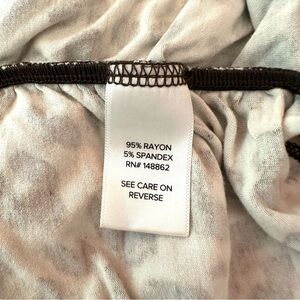 95% RAYON
5% SPANDEX
RN# 148862
SEE CARE ON
REVERSE